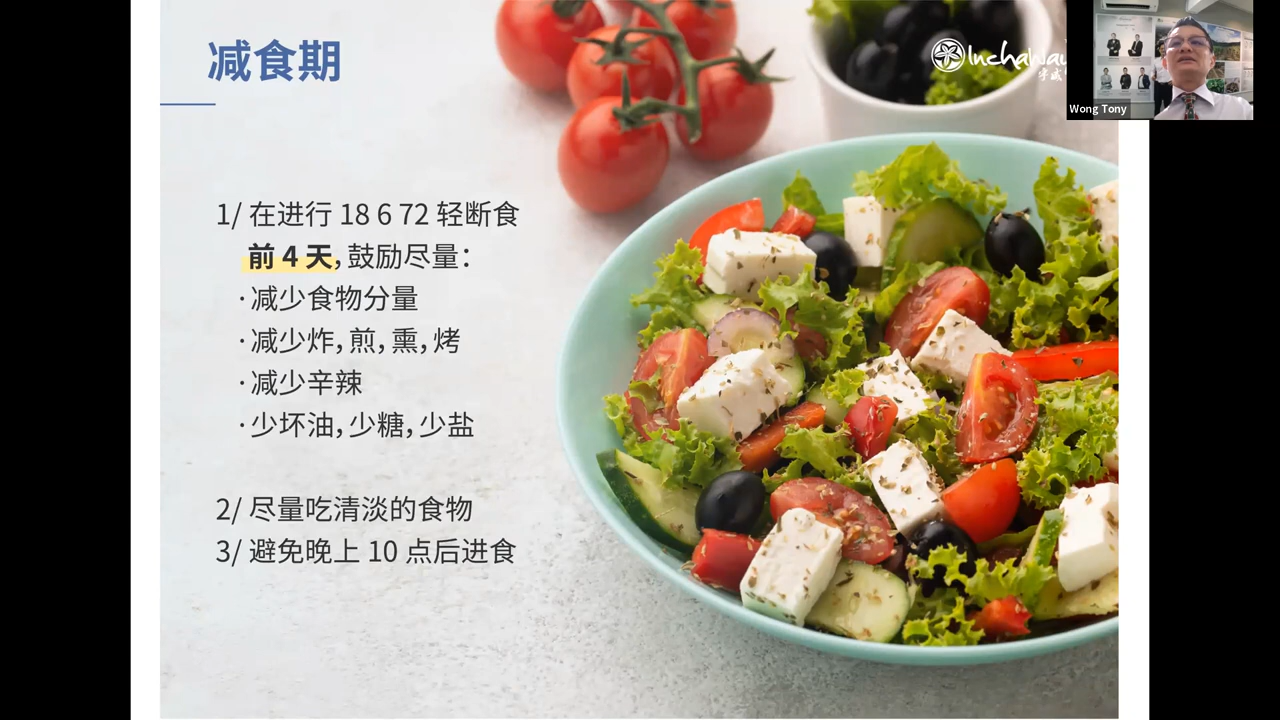 减食期
Inchaway
宇威
Wong Tony
1/ 在进行 18 6 72 轻断食
前 4 天，鼓励尽量：
·减少食物分量
·减少炸，煎，熏，烤
·减少辛辣
·少坏油，少糖，少盐
2/ 尽量吃清淡的食物
3/ 避免晚上 10 点后进食